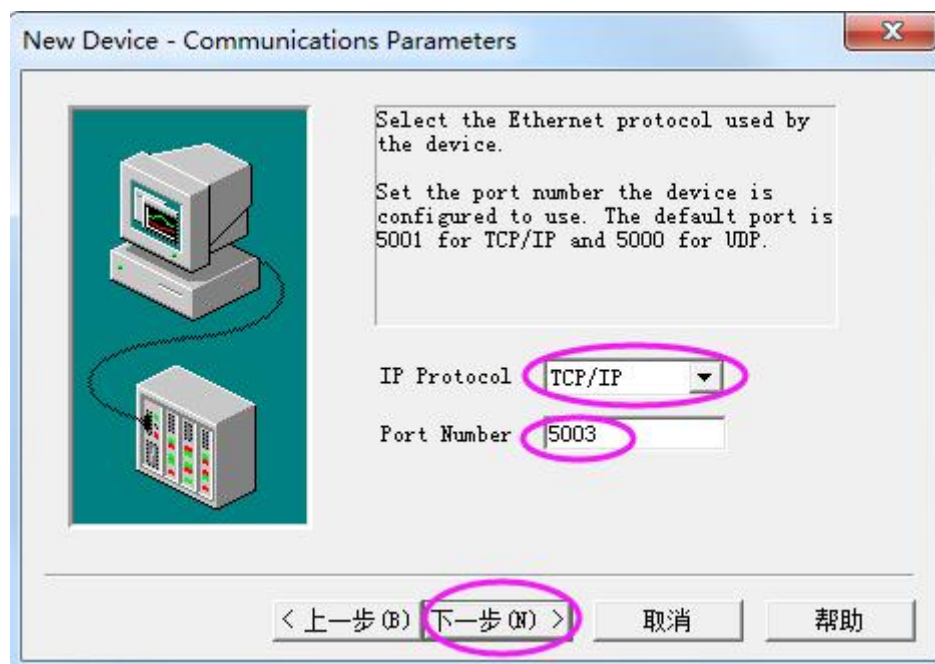 New Device - Communications Parameters
Select the Ethernet protocol used by
the device.
Set the port number the device is
configured to use. The default port is
5001 for TCP/IP and 5000 for UDP.
IP Protocol TCP/IP
Port Number 5003
< 上一步(B) 下一步(N) > 取消 帮助